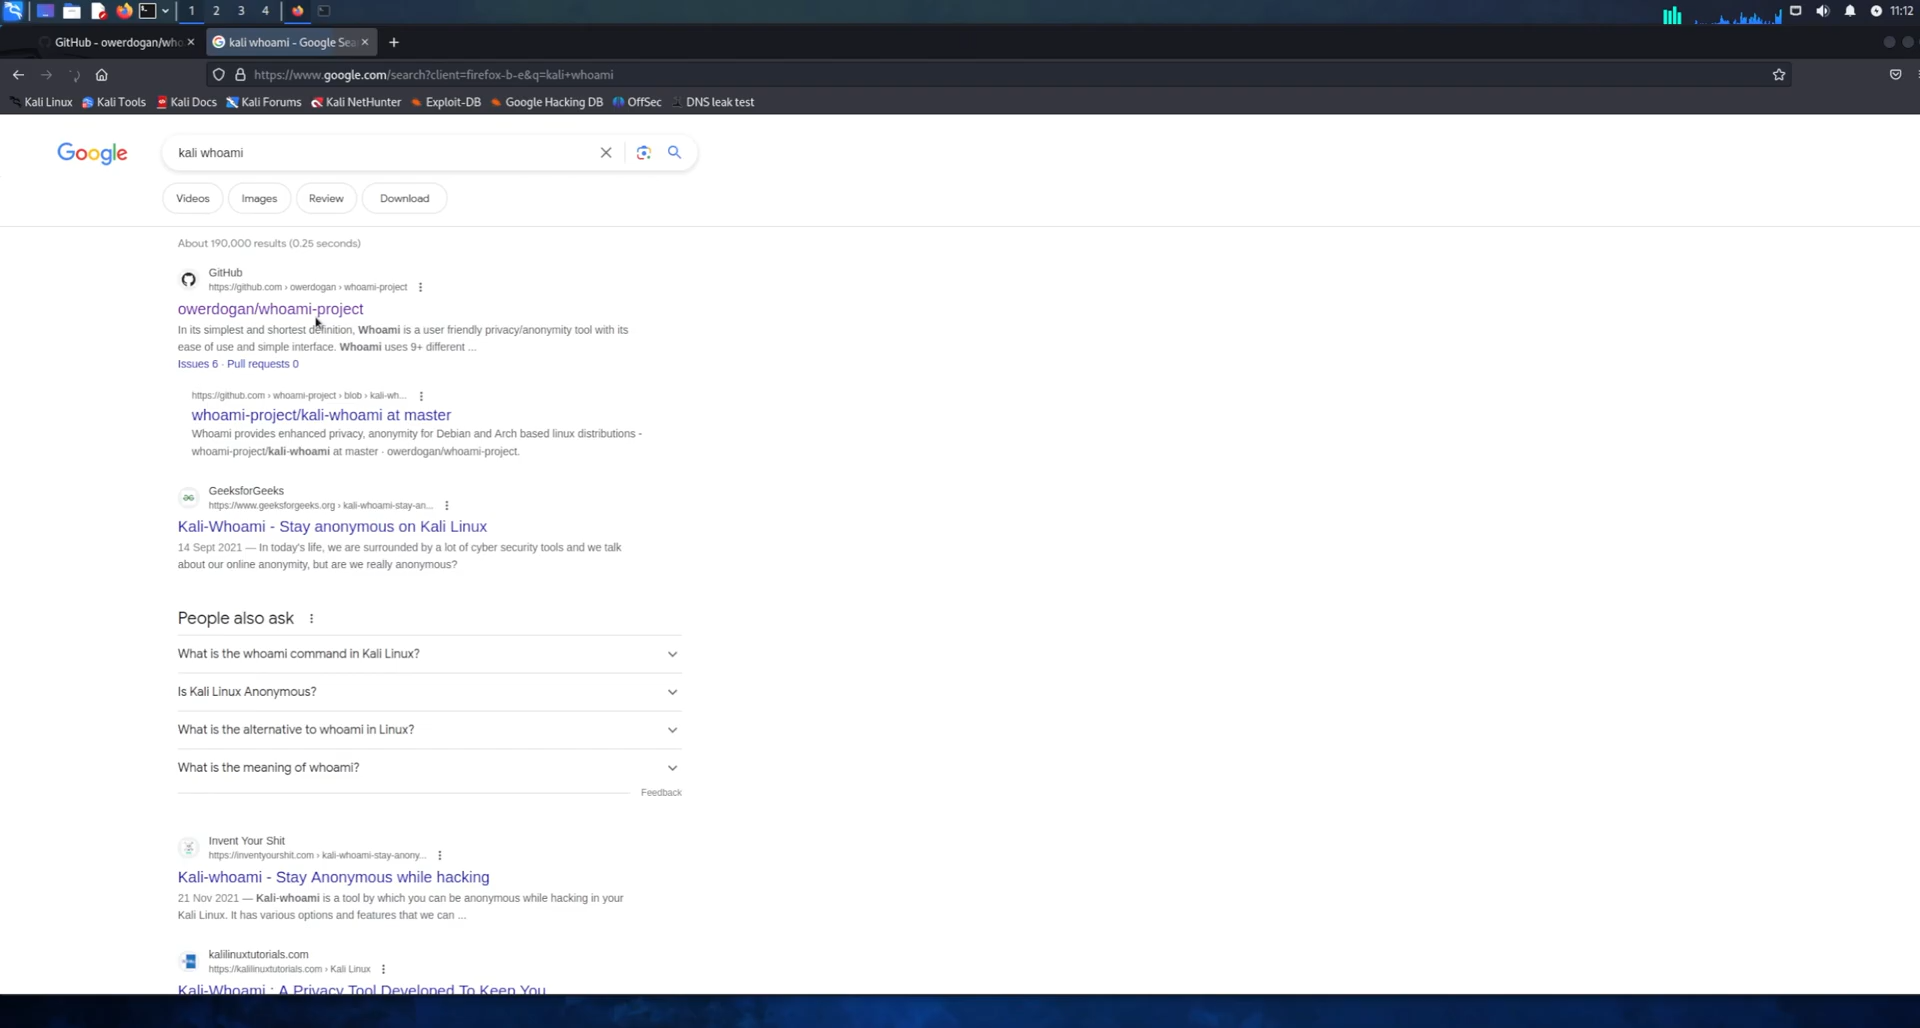 1 2 3 4 11:12
GitHub - owerdogan/who
kali whoami - Google Sea
https://www.google.com/search?client=firefox-b-e&q=kali+whoami
Kali Linux Kali Tools Kali Docs Kali Forums Kali NetHunter Exploit-DB Google Hacking DB OffSec DNS leak test
Google kali whoami
Videos Images Review Download
About 190,000 results (0.25 seconds)
GitHub
https://github.com › owerdogan › whoami-project
owerdogan/whoami-project
In its simplest and shortest definition, Whoami is a user friendly privacy/anonymity tool with its
ease of use and simple interface. Whoami uses 9+ different ...
Issues 6 · Pull requests 0
https://github.com › whoami-project › blob › kali-wh...
whoami-project/kali-whoami at master
Whoami provides enhanced privacy, anonymity for Debian and Arch based linux distributions -
whoami-project/kali-whoami at master · owerdogan/whoami-project.
GeeksforGeeks
https://www.geeksforgeeks.org › kali-whoami-stay-an...
Kali-Whoami - Stay anonymous on Kali Linux
14 Sept 2021 — In today's life, we are surrounded by a lot of cyber security tools and we talk
about our online anonymity, but are we really anonymous?
People also ask
What is the whoami command in Kali Linux?
Is Kali Linux Anonymous?
What is the alternative to whoami in Linux?
What is the meaning of whoami?
Feedback
Invent Your Shit
https://inventyourshit.com › kali-whoami-stay-anony...
Kali-whoami - Stay Anonymous while hacking
21 Nov 2021 — Kali-whoami is a tool by which you can be anonymous while hacking in your
Kali Linux. It has various options and features that we can ...
kalilinuxtutorials.com
https://kalilinuxtutorials.com › Kali Linux
Kali-Whoami : A Privacy Tool Developed To Keep You